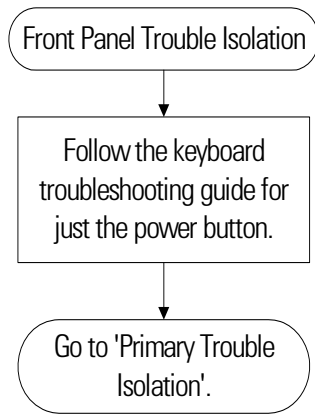 Front Panel Trouble Isolation
Follow the keyboard
troubleshooting guide for
just the power button.
Go to 'Primary Trouble
Isolation'.